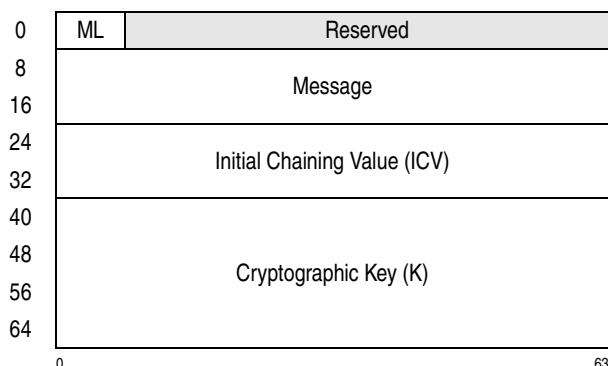 0 ML Reserved
8
Message
16
24
Initial Chaining Value (ICV)
32
40
48
Cryptographic Key (K)
56
64
0 63